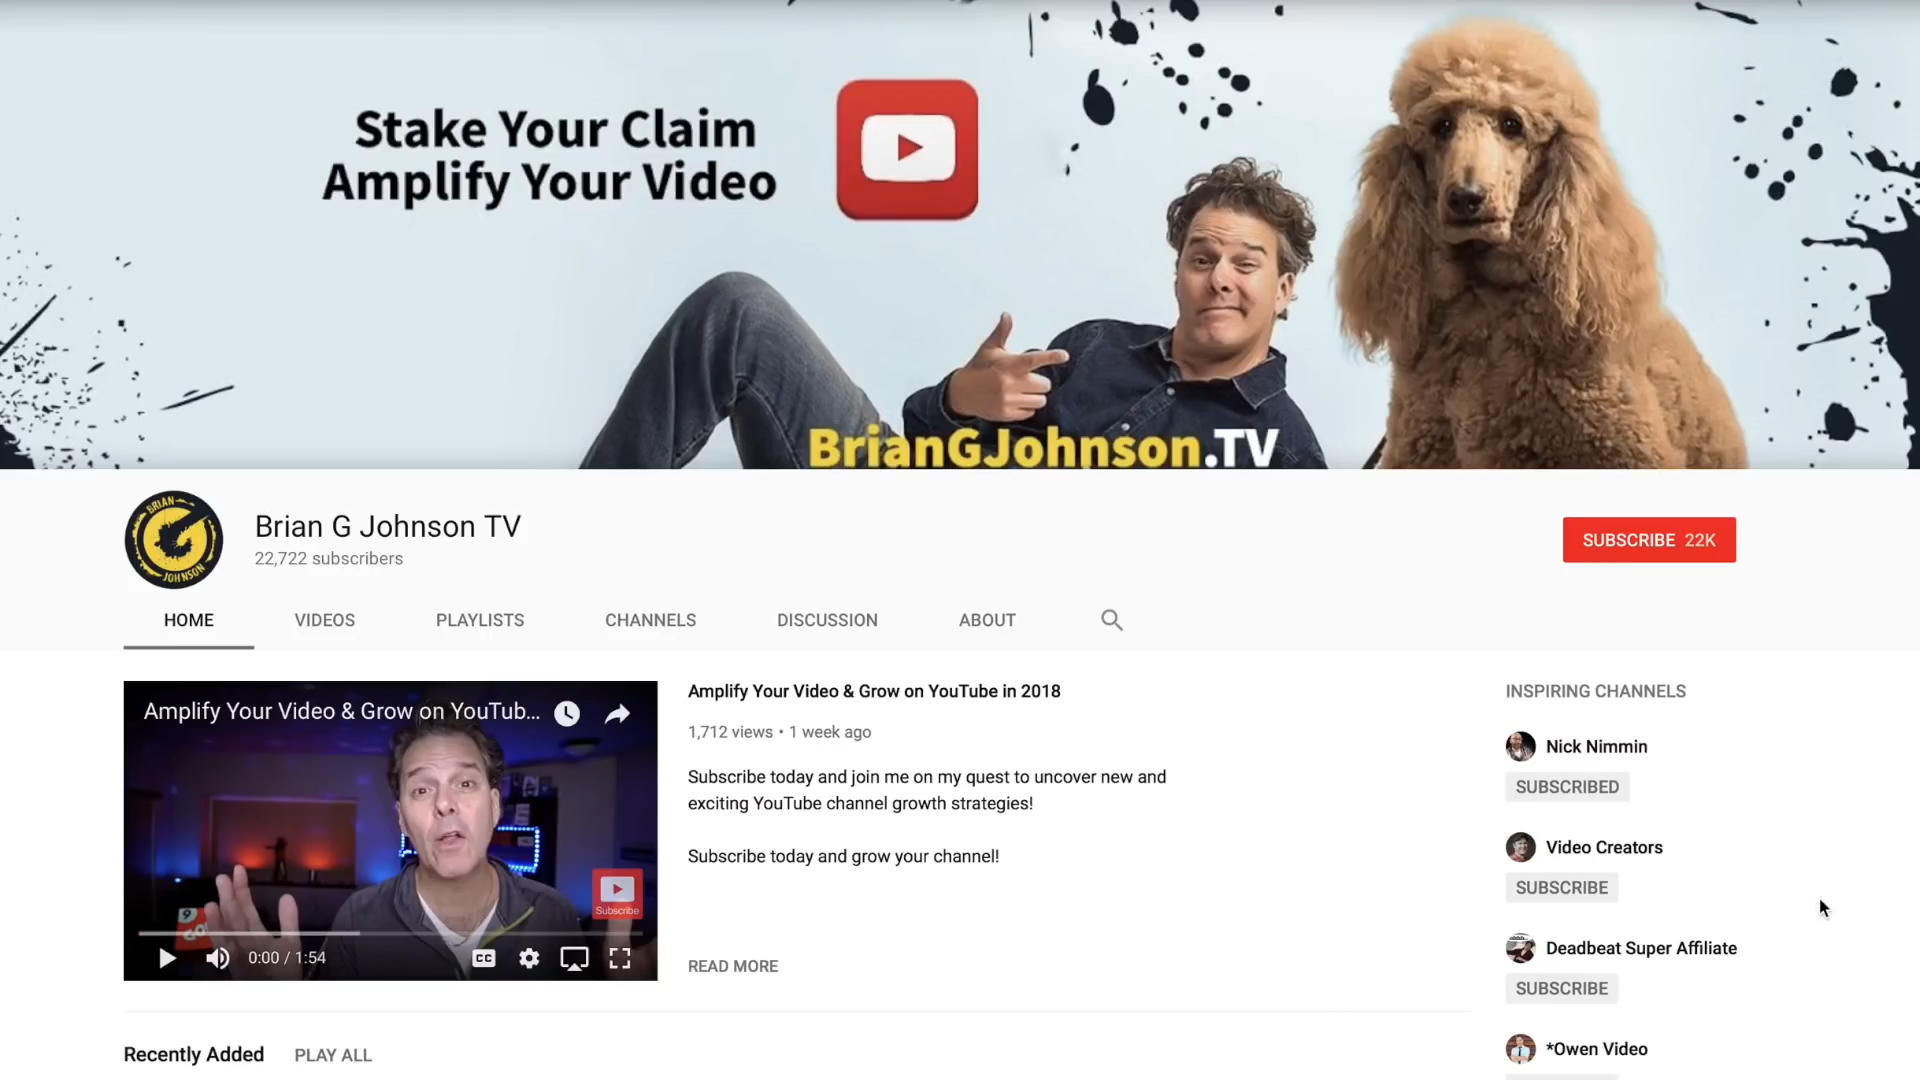 Stake Your Claim
Amplify Your Video
BrianGJohnson.TV
BRIAN
JOHNSON
Brian G Johnson TV
22,722 subscribers
SUBSCRIBE 22K
HOME VIDEOS PLAYLISTS CHANNELS DISCUSSION ABOUT
Amplify Your Video & Grow on YouTub...
Subscribe
0:00 / 1:54
CC
Amplify Your Video & Grow on YouTube in 2018
1,712 views • 1 week ago
Subscribe today and join me on my quest to uncover new and
exciting YouTube channel growth strategies!
Subscribe today and grow your channel!
READ MORE
INSPIRING CHANNELS
Nick Nimmin
SUBSCRIBED
Video Creators
SUBSCRIBE
Deadbeat Super Affiliate
SUBSCRIBE
*Owen Video
Recently Added PLAY ALL